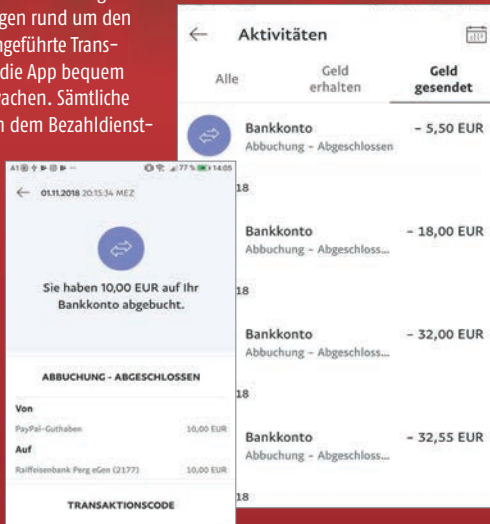 gen rund um den
ngeführte Trans-
die App bequem
wachen. Sämtliche
n dem Bezahldienst-
Aktivitäten
Alle
Geld
erhalten
Geld
gesendet
Bankkonto - 5,50 EUR
Abbuchung - Abgeschlossen
18
Bankkonto - 18,00 EUR
Abbuchung - Abgeschloss...
18
Bankkonto - 32,00 EUR
Abbuchung - Abgeschloss...
18
Bankkonto - 32,55 EUR
Abbuchung - Abgeschloss...
18
A1 77 % 14:05
01.11.2018 20:15:34 MEZ
Sie haben 10,00 EUR auf Ihr
Bankkonto abgebucht.
ABBUCHUNG - ABGESCHLOSSEN
Von
PayPal-Guthaben 10,00 EUR
Auf
Raiffeisenbank Perg eGen (2177) 10,00 EUR
TRANSAKTIONSCODE